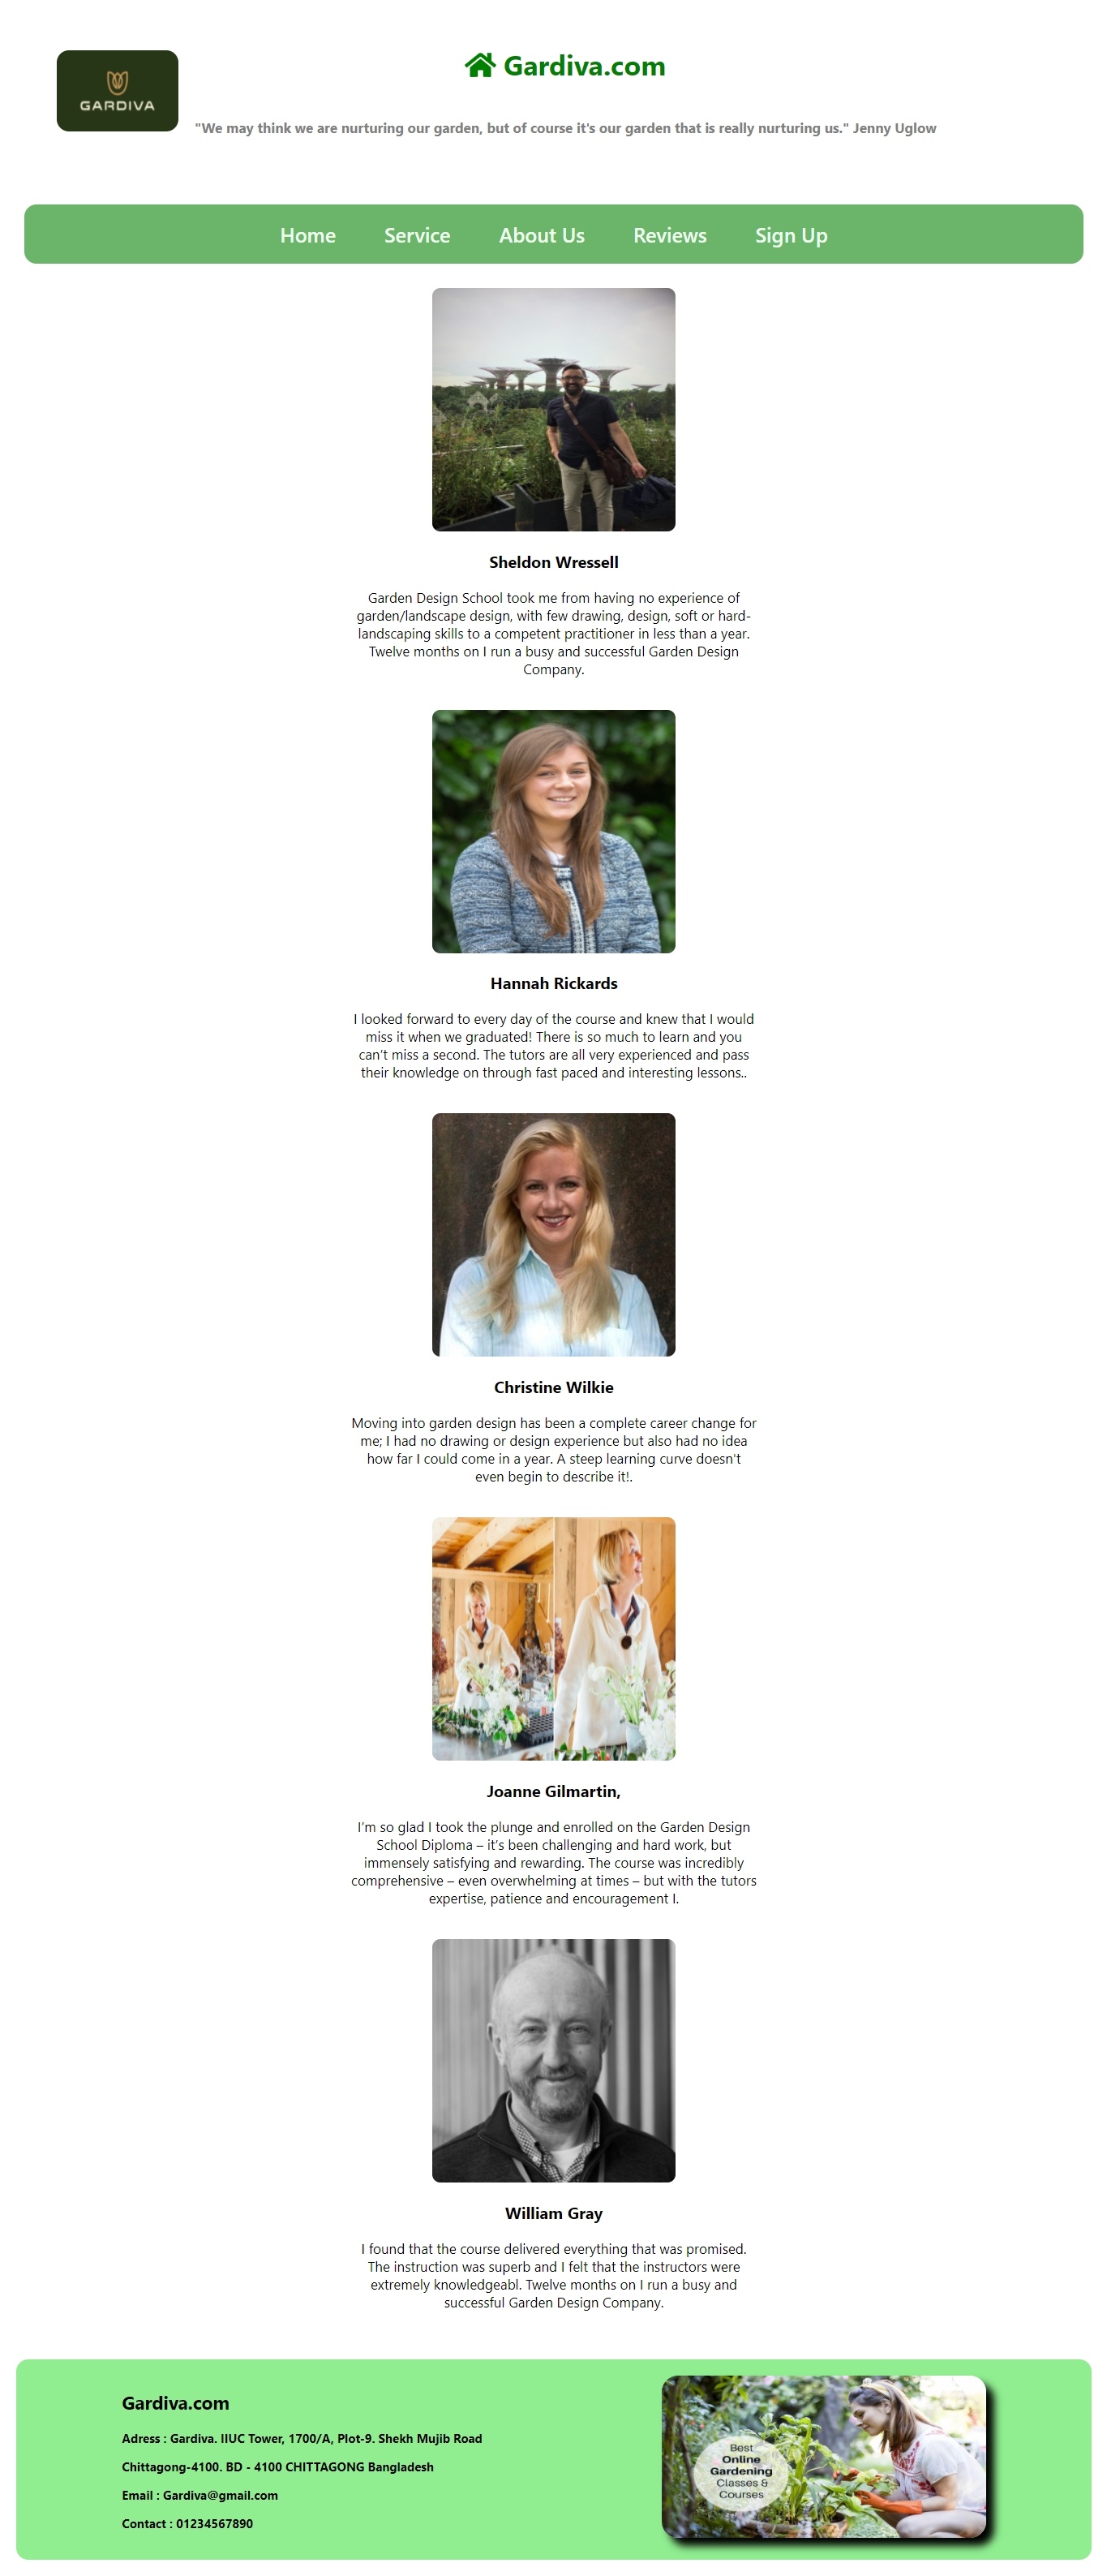 GARDIVA
Gardiva.com
"We may think we are nurturing our garden, but of course it's our garden that is really nurturing us." Jenny Uglow
Home Service About Us Reviews Sign Up
Sheldon Wressell
Garden Design School took me from having no experience of
garden/landscape design, with few drawing, design, soft or hard-
landscaping skills to a competent practitioner in less than a year.
Twelve months on I run a busy and successful Garden Design
Company.
Hannah Rickards
I looked forward to every day of the course and knew that I would
miss it when we graduated! There is so much to learn and you
can't miss a second. The tutors are all very experienced and pass
their knowledge on through fast paced and interesting lessons..
Christine Wilkie
Moving into garden design has been a complete career change for
me; I had no drawing or design experience but also had no idea
how far I could come in a year. A steep learning curve doesn't
even begin to describe it!.
Joanne Gilmartin,
I'm so glad I took the plunge and enrolled on the Garden Design
School Diploma – it's been challenging and hard work, but
immensely satisfying and rewarding. The course was incredibly
comprehensive – even overwhelming at times – but with the tutors
expertise, patience and encouragement I.
William Gray
I found that the course delivered everything that was promised.
The instruction was superb and I felt that the instructors were
extremely knowledgeabl. Twelve months on I run a busy and
successful Garden Design Company.
Gardiva.com
Adress : Gardiva. IIUC Tower, 1700/A, Plot-9. Shekh Mujib Road
Chittagong-4100. BD - 4100 CHITTAGONG Bangladesh
Email : Gardiva@gmail.com
Contact : 01234567890
Best
Online
Gardening
Classes &
Courses